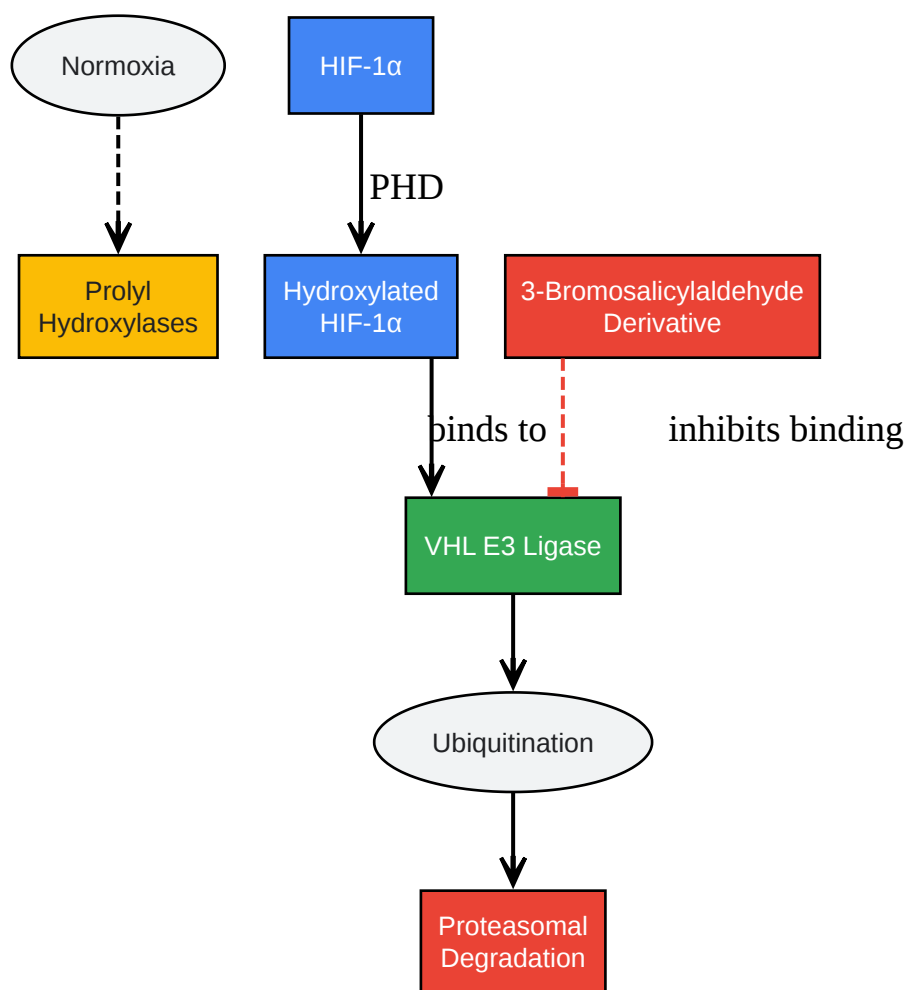 Normoxia
HIF-1α
PHD
Prolyl
Hydroxylases
Hydroxylated
HIF-1α
3-Bromosalicylaldehyde
Derivative
binds to
inhibits binding
VHL E3 Ligase
Ubiquitination
Proteasomal
Degradation